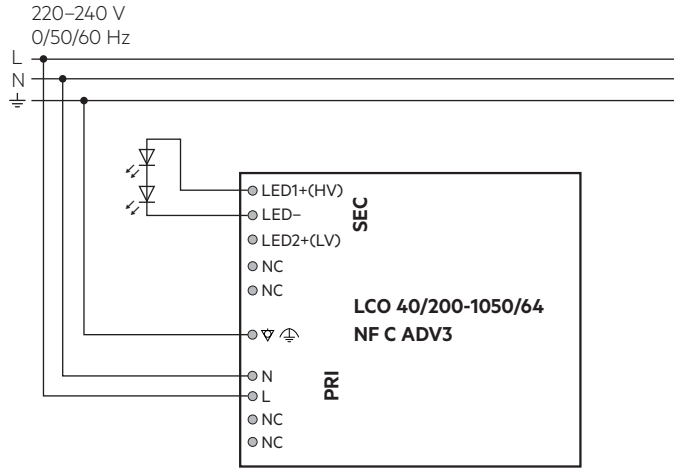 220–240 V
0/50/60 Hz
L
N
LED1+(HV)
LED–
LED2+(LV)
NC
NC
SEC
LCO 40/200-1050/64
NF C ADV3
N
L
NC
NC
PRI